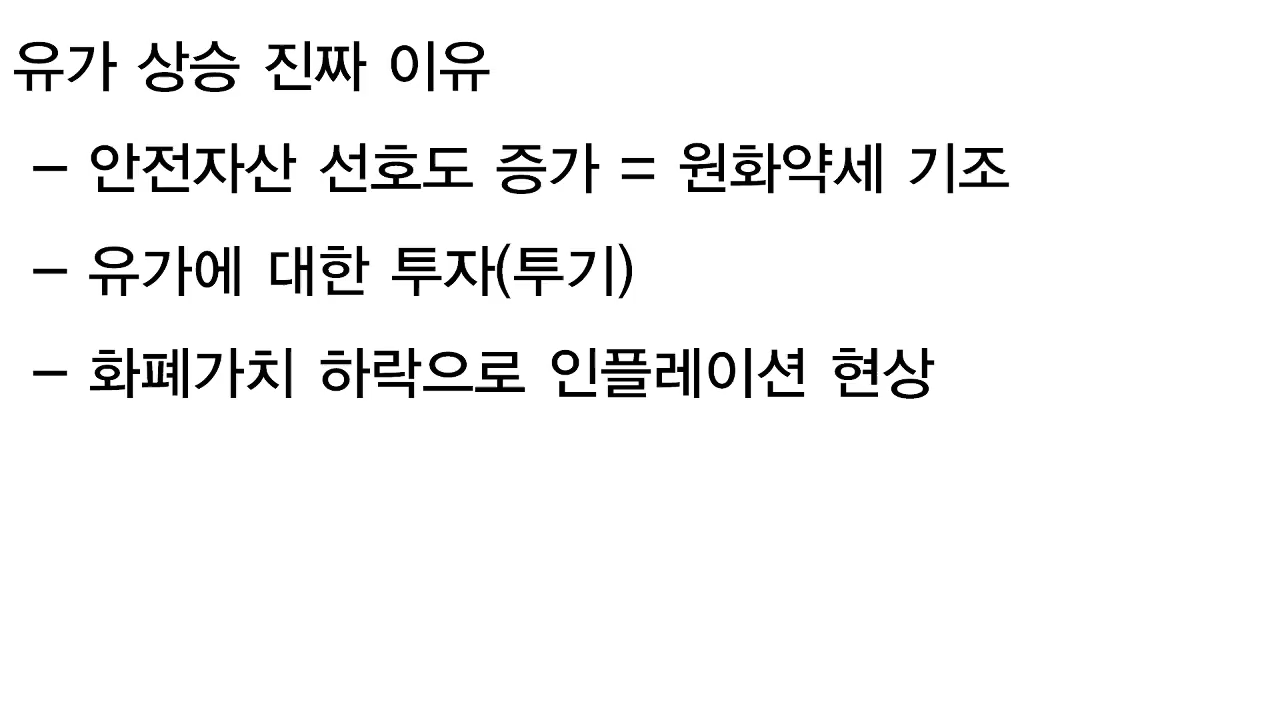 유가 상승 진짜 이유
- 안전자산 선호도 증가 = 원화약세 기조
- 유가에 대한 투자(투기)
- 화폐가치 하락으로 인플레이션 현상